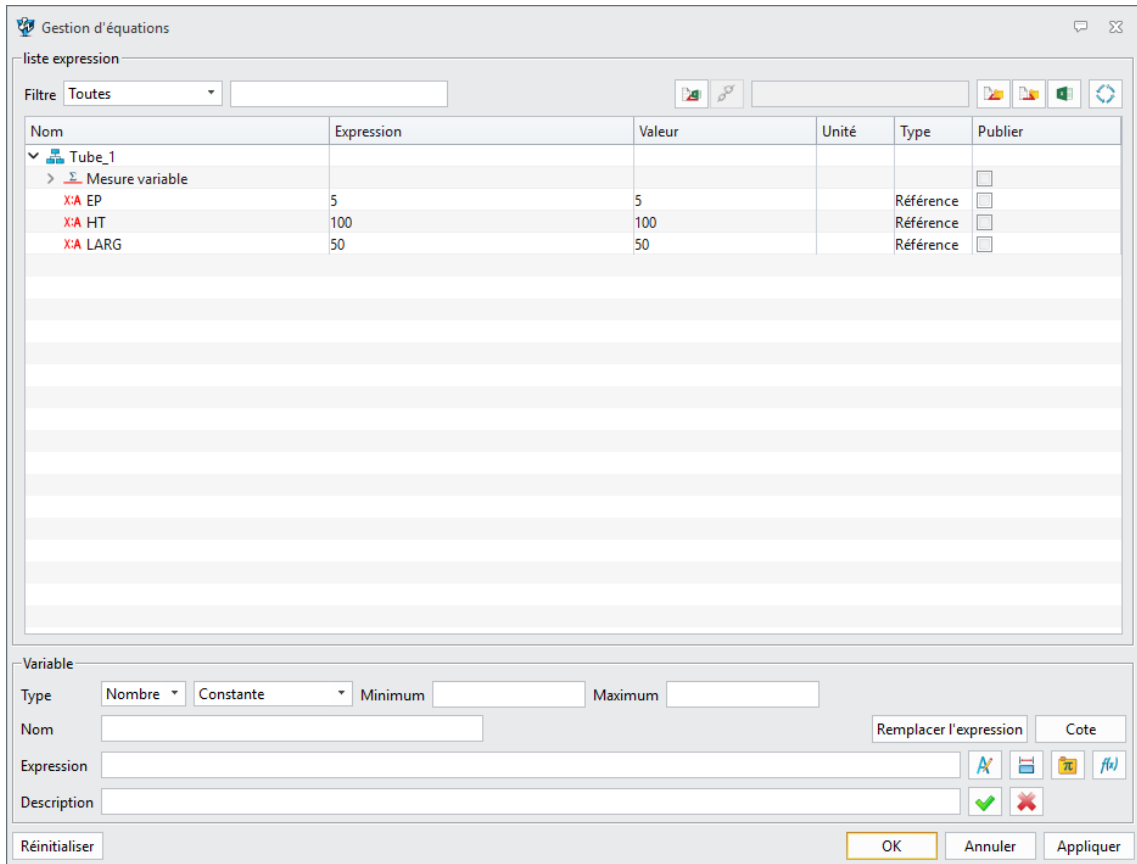 Gestion d'équations
liste expression
Filtre Toutes
Nom Expression Valeur Unité Type Publier
Tube_1
Σ Mesure variable
X:A EP 5 5 Référence
X:A HT 100 100 Référence
X:A LARG 50 50 Référence
Variable
Type Nombre Constante Minimum Maximum
Nom Remplacer l'expression Cote
Expression π f(x)
Description
Réinitialiser OK Annuler Appliquer